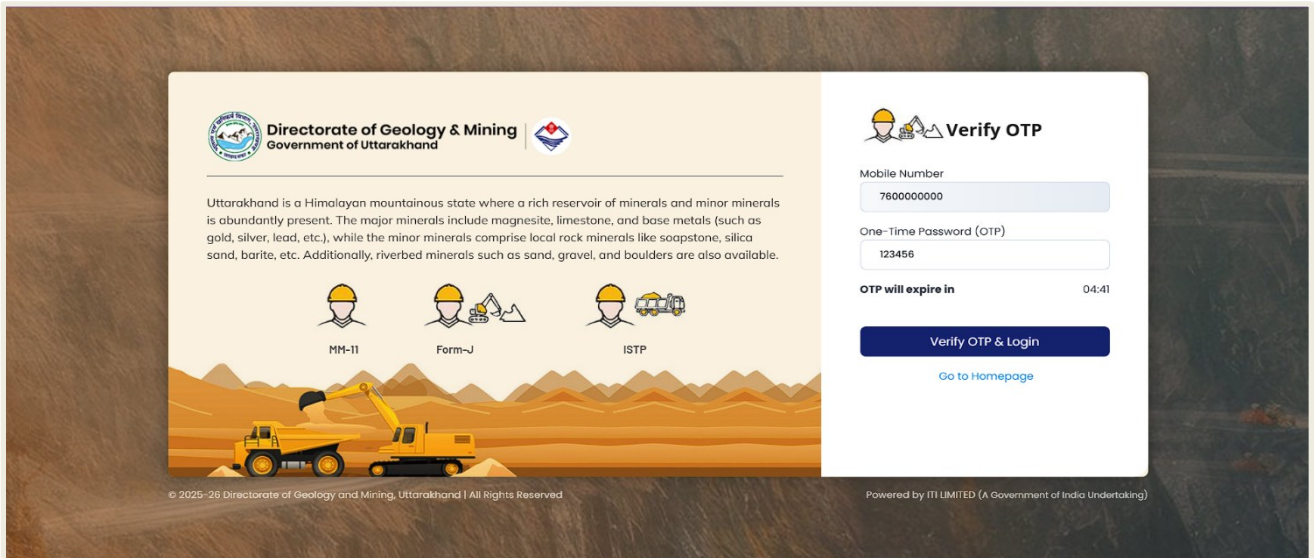 Directorate of Geology & Mining
Government of Uttarakhand
Uttarakhand is a Himalayan mountainous state where a rich reservoir of minerals and minor minerals
is abundantly present. The major minerals include magnesite, limestone, and base metals (such as
gold, silver, lead, etc.), while the minor minerals comprise local rock minerals like soapstone, silica
sand, barite, etc. Additionally, riverbed minerals such as sand, gravel, and boulders are also available.
MM-11
Form-J
ISTP
Verify OTP
Mobile Number
7600000000
One-Time Password (OTP)
123456
OTP will expire in 04:41
Verify OTP & Login
Go to Homepage
© 2025-26 Directorate of Geology and Mining, Uttarakhand | All Rights Reserved
Powered by ITI LIMITED (A Government of India Undertaking)